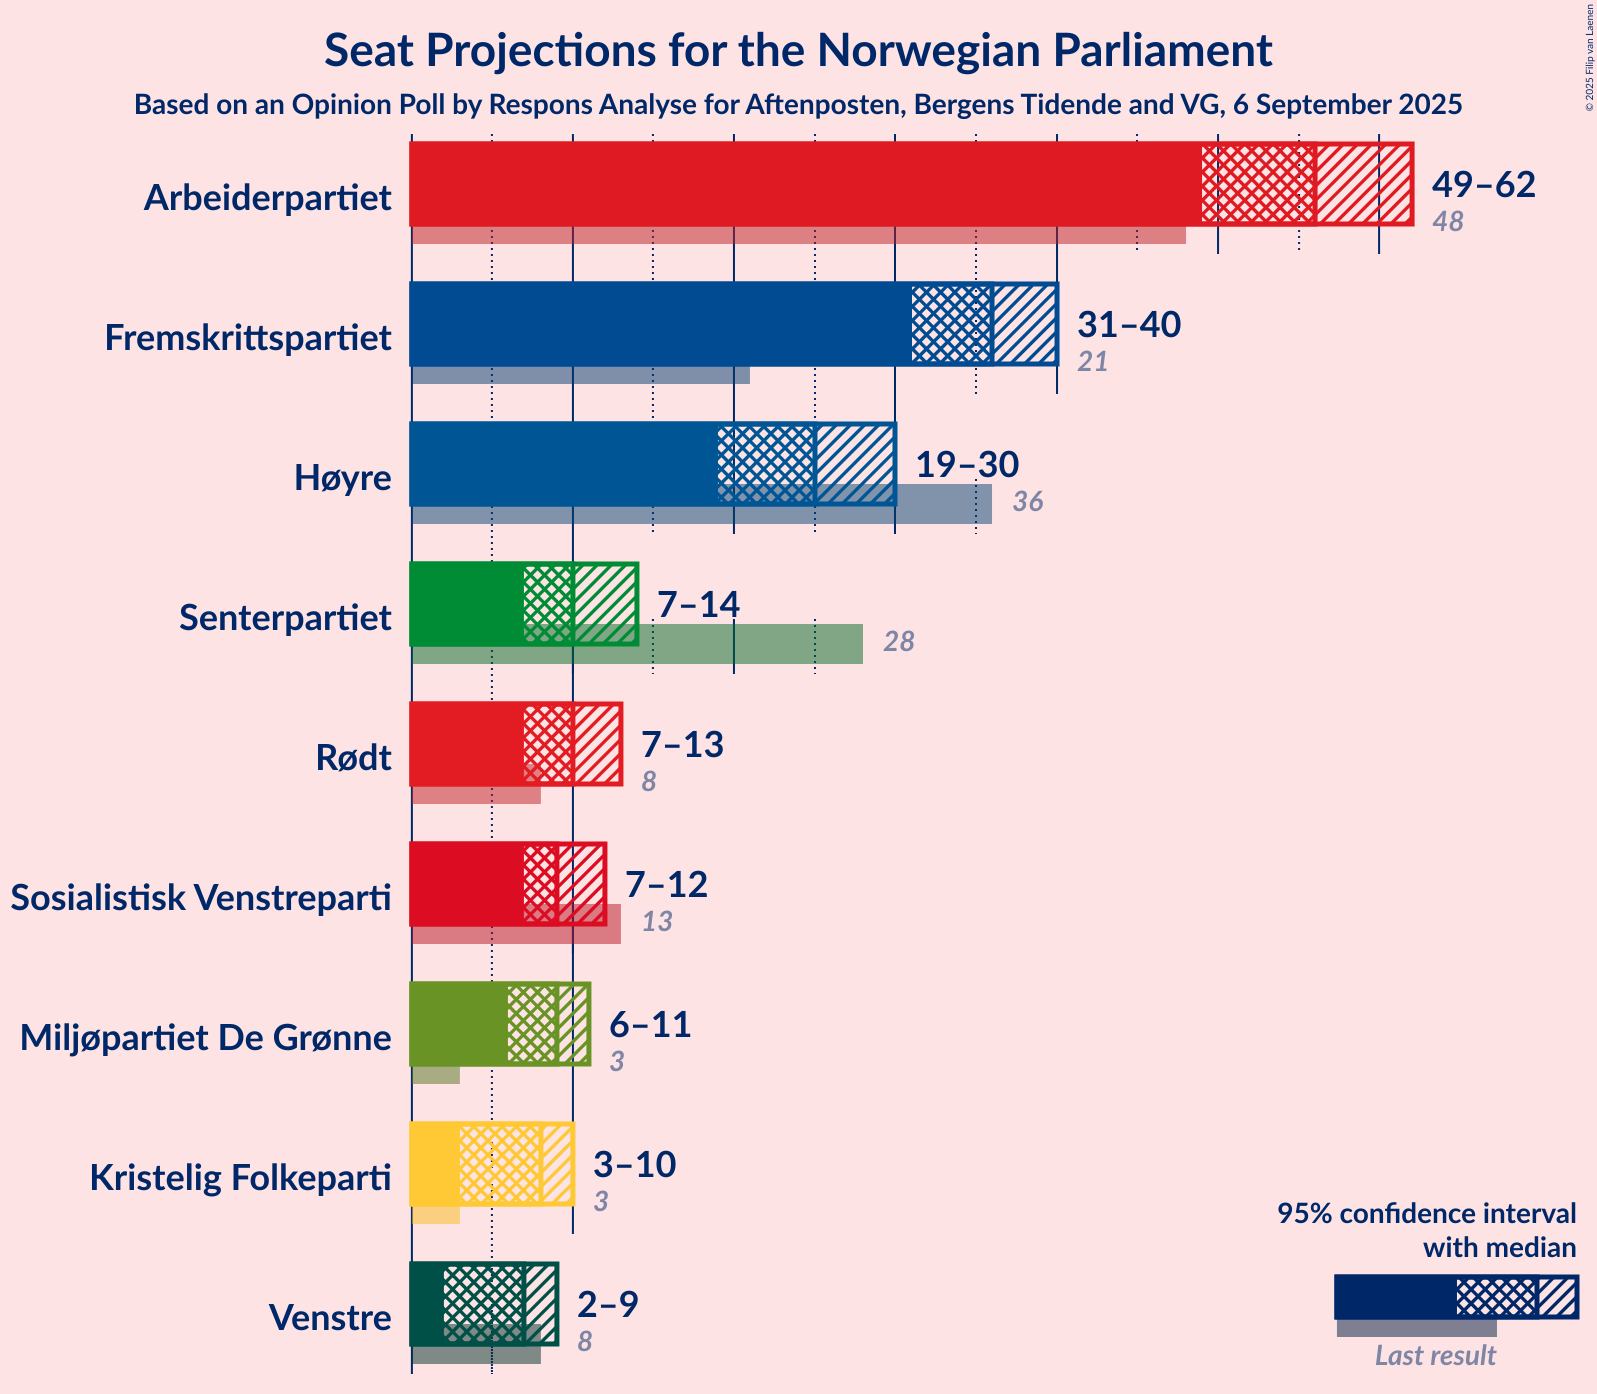 Seat Projections for the Norwegian Parliament
Based on an Opinion Poll by Respons Analyse for Aftenposten, Bergens Tidende and VG, 6 September 2025
© 2025 Filip van Laenen
Arbeiderpartiet
49–62
48
Fremskrittspartiet
31–40
21
Høyre
19–30
36
Senterpartiet
7–14
28
Rødt
7–13
8
Sosialistisk Venstreparti
7–12
13
Miljøpartiet De Grønne
6–11
3
Kristelig Folkeparti
3–10
3
Venstre
2–9
8
95% confidence interval
with median
Last result